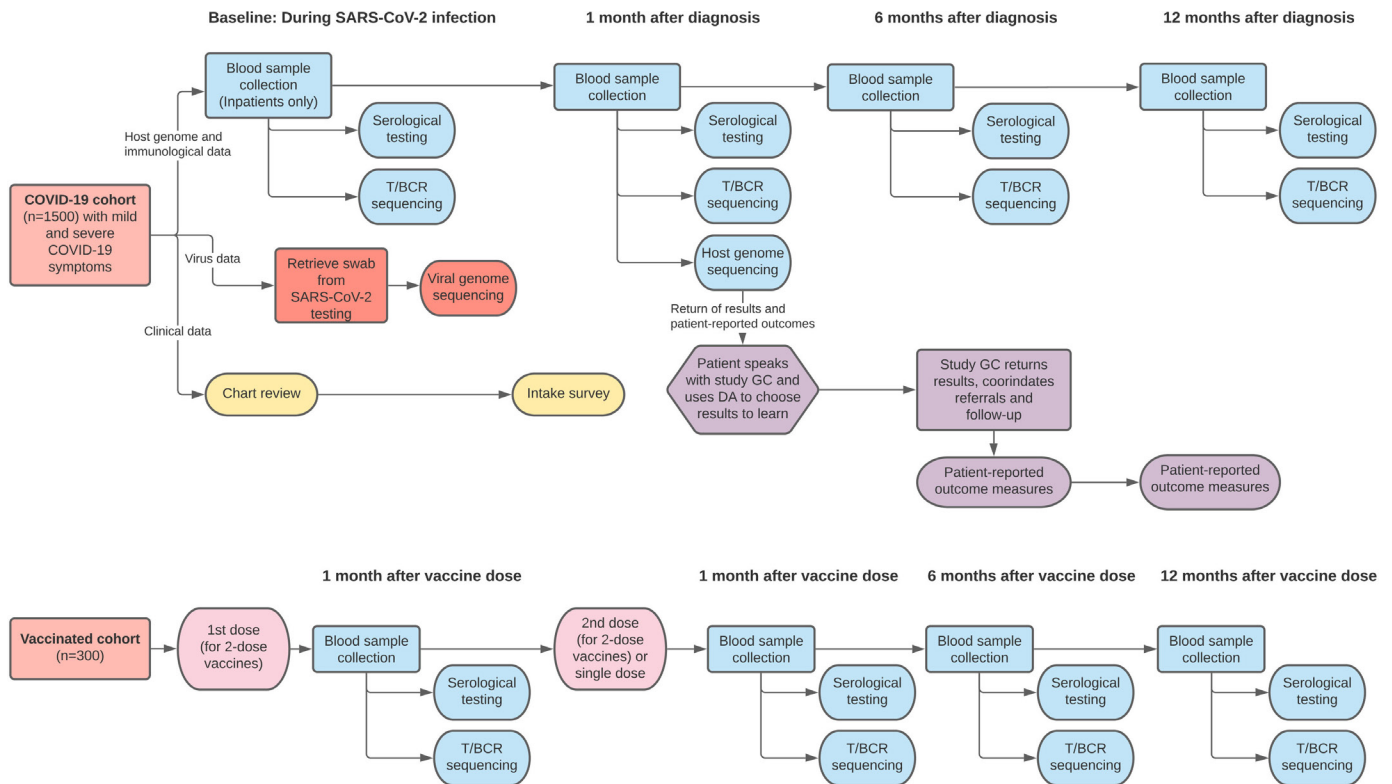 Baseline: During SARS-CoV-2 infection
1 month after diagnosis
6 months after diagnosis
12 months after diagnosis
COVID-19 cohort
(n=1500) with mild
and severe
COVID-19
symptoms
Host genome and
immunological data
Blood sample
collection
(Inpatients only)
Serological
testing
T/BCR
sequencing
Blood sample
collection
Serological
testing
T/BCR
sequencing
Host genome
sequencing
Blood sample
collection
Serological
testing
T/BCR
sequencing
Blood sample
collection
Serological
testing
T/BCR
sequencing
Virus data
Retrieve swab
from
SARS-CoV-2
testing
Viral genome
sequencing
Clinical data
Chart review
Intake survey
Return of results and
patient-reported outcomes
Patient speaks
with study GC and
uses DA to choose
results to learn
Study GC returns
results, coorindates
referrals and
follow-up
Patient-reported
outcome measures
Patient-reported
outcome measures
1 month after vaccine dose
1 month after vaccine dose
6 months after vaccine dose
12 months after vaccine dose
Vaccinated cohort
(n=300)
1st dose
(for 2-dose
vaccines)
Blood sample
collection
Serological
testing
T/BCR
sequencing
2nd dose
(for 2-dose
vaccines) or
single dose
Blood sample
collection
Serological
testing
T/BCR
sequencing
Blood sample
collection
Serological
testing
T/BCR
sequencing
Blood sample
collection
Serological
testing
T/BCR
sequencing